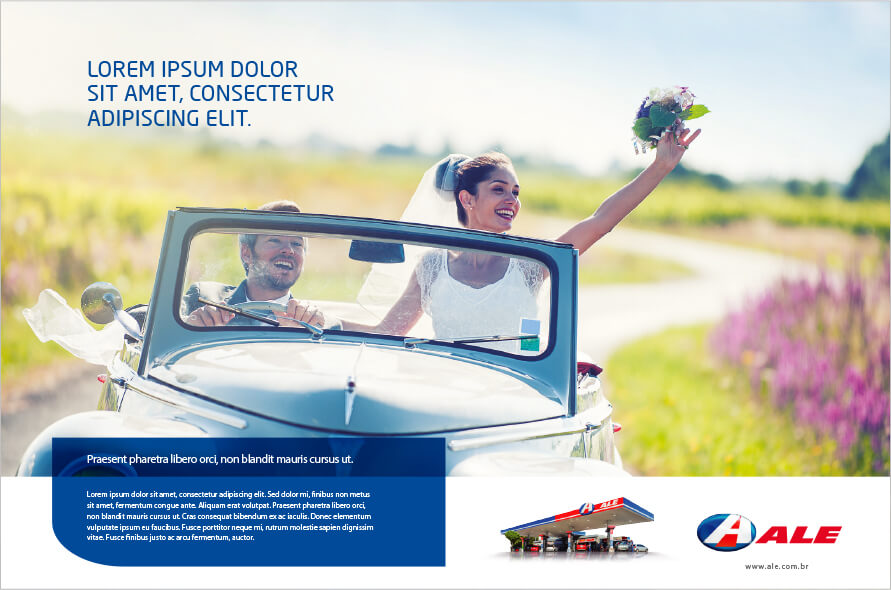 LOREM IPSUM DOLOR
SIT AMET, CONSECTETUR
ADIPISCING ELIT.
Praesent pharetra libero orci, non blandit mauris cursus ut.
Lorem ipsum dolor sit amet, consectetur adipiscing elit. Sed dolor mi, finibus non metus
sit amet, fermentum congue ante. Aliquam erat volutpat. Praesent pharetra libero orci,
non blandit mauris cursus ut. Cras consequat bibendum ex ac iaculis. Donec elementum
vulputate ipsum eu faucibus. Fusce porttitor neque mi, rutrum molestie sapien dignissim
vitae. Fusce finibus justo ac arcu fermentum, auctor.
ALE
A ALE
www.ale.com.br